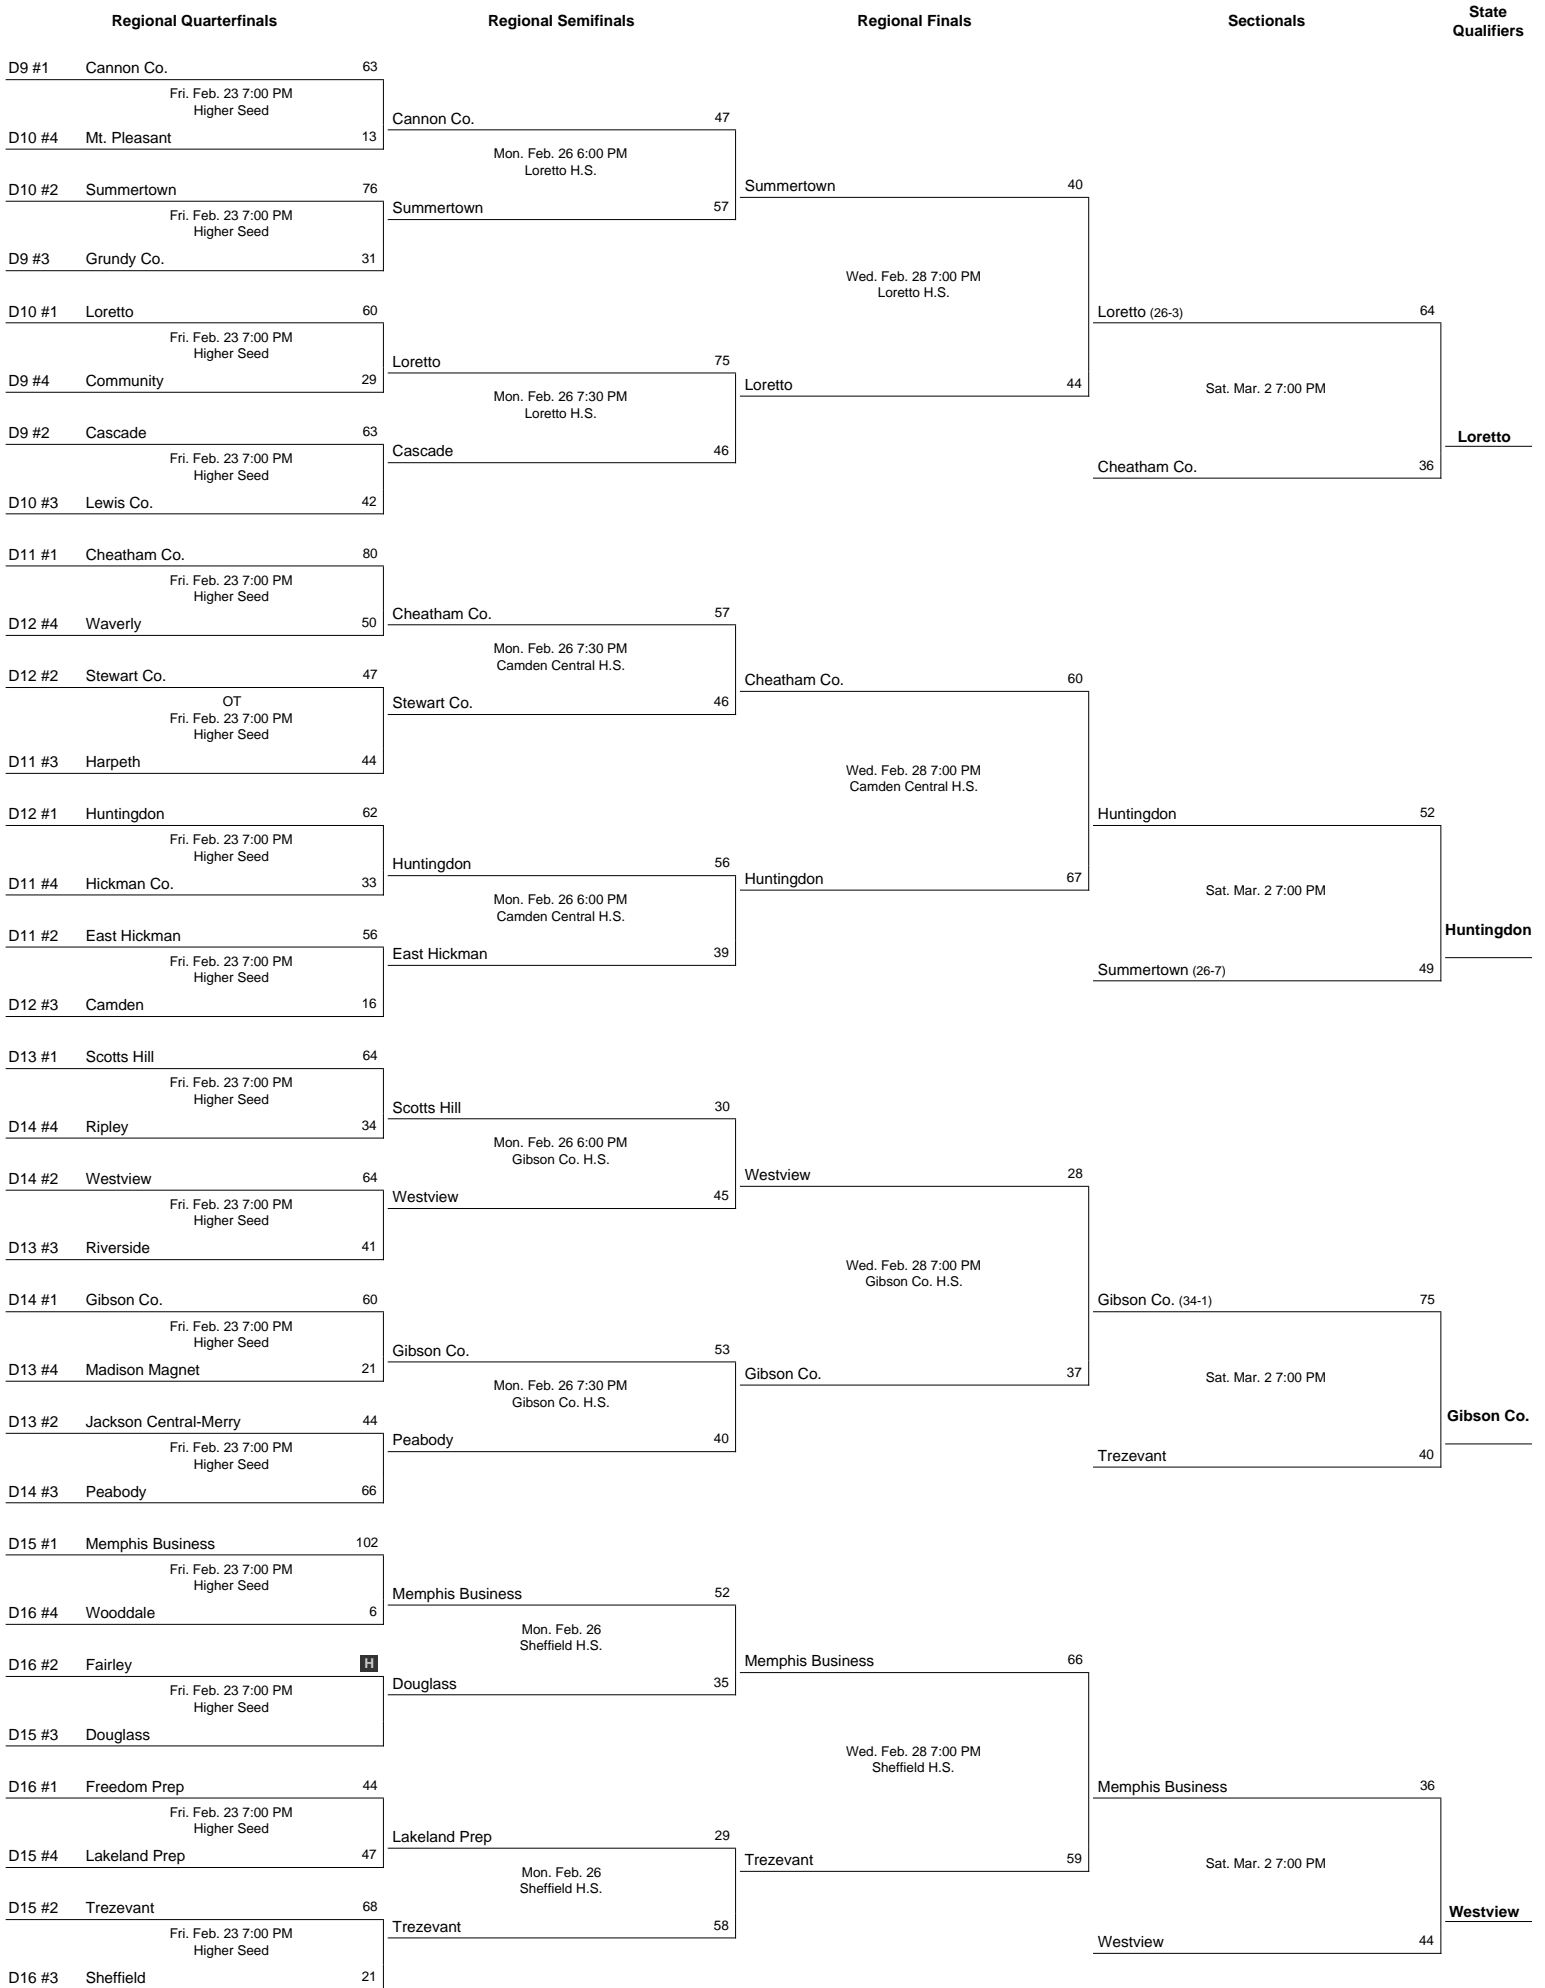 Regional Quarterfinals Regional Semifinals Regional Finals Sectionals State Qualifiers
D9 #1 Cannon Co. 63
Fri. Feb. 23 7:00 PM
Higher Seed
D10 #4 Mt. Pleasant 13
D10 #2 Summertown 76
Fri. Feb. 23 7:00 PM
Higher Seed
D9 #3 Grundy Co. 31
D10 #1 Loretto 60
Fri. Feb. 23 7:00 PM
Higher Seed
D9 #4 Community 29
D9 #2 Cascade 63
Fri. Feb. 23 7:00 PM
Higher Seed
D10 #3 Lewis Co. 42
D11 #1 Cheatham Co. 80
Fri. Feb. 23 7:00 PM
Higher Seed
D12 #4 Waverly 50
D12 #2 Stewart Co. 47
OT
Fri. Feb. 23 7:00 PM
Higher Seed
D11 #3 Harpeth 44
D12 #1 Huntingdon 62
Fri. Feb. 23 7:00 PM
Higher Seed
D11 #4 Hickman Co. 33
D11 #2 East Hickman 56
Fri. Feb. 23 7:00 PM
Higher Seed
D12 #3 Camden 16
D13 #1 Scotts Hill 64
Fri. Feb. 23 7:00 PM
Higher Seed
D14 #4 Ripley 34
D14 #2 Westview 64
Fri. Feb. 23 7:00 PM
Higher Seed
D13 #3 Riverside 41
D14 #1 Gibson Co. 60
Fri. Feb. 23 7:00 PM
Higher Seed
D13 #4 Madison Magnet 21
D13 #2 Jackson Central-Merry 44
Fri. Feb. 23 7:00 PM
Higher Seed
D14 #3 Peabody 66
D15 #1 Memphis Business 102
Fri. Feb. 23 7:00 PM
Higher Seed
D16 #4 Wooddale 6
D16 #2 Fairley H
Fri. Feb. 23 7:00 PM
Higher Seed
D15 #3 Douglass
D16 #1 Freedom Prep 44
Fri. Feb. 23 7:00 PM
Higher Seed
D15 #4 Lakeland Prep 47
D15 #2 Trezevant 68
Fri. Feb. 23 7:00 PM
Higher Seed
D16 #3 Sheffield 21
Cannon Co. 47
Mon. Feb. 26 6:00 PM
Loretto H.S.
Summertown 57
Loretto 75
Mon. Feb. 26 7:30 PM
Loretto H.S.
Cascade 46
Cheatham Co. 57
Mon. Feb. 26 7:30 PM
Camden Central H.S.
Stewart Co. 46
Huntingdon 56
Mon. Feb. 26 6:00 PM
Camden Central H.S.
East Hickman 39
Scotts Hill 30
Mon. Feb. 26 6:00 PM
Gibson Co. H.S.
Westview 45
Gibson Co. 53
Mon. Feb. 26 7:30 PM
Gibson Co. H.S.
Peabody 40
Memphis Business 52
Mon. Feb. 26
Sheffield H.S.
Douglass 35
Lakeland Prep 29
Mon. Feb. 26
Sheffield H.S.
Trezevant 58
Summertown 40
Wed. Feb. 28 7:00 PM
Loretto H.S.
Loretto 44
Cheatham Co. 60
Wed. Feb. 28 7:00 PM
Camden Central H.S.
Huntingdon 67
Westview 28
Wed. Feb. 28 7:00 PM
Gibson Co. H.S.
Gibson Co. 37
Memphis Business 66
Wed. Feb. 28 7:00 PM
Sheffield H.S.
Trezevant 59
Loretto (26-3) 64
Sat. Mar. 2 7:00 PM
Cheatham Co. 36
Huntingdon 52
Sat. Mar. 2 7:00 PM
Summertown (26-7) 49
Gibson Co. (34-1) 75
Sat. Mar. 2 7:00 PM
Trezevant 40
Memphis Business 36
Sat. Mar. 2 7:00 PM
Westview 44
Loretto
Huntingdon
Gibson Co.
Westview